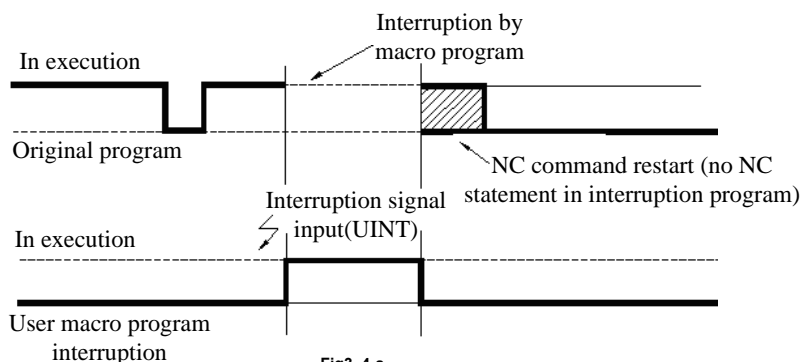 Interruption by
macro program
In execution
Original program
NC command restart (no NC
statement in interruption program)
Interruption signal
input(UINT)
In execution
User macro program
interruption